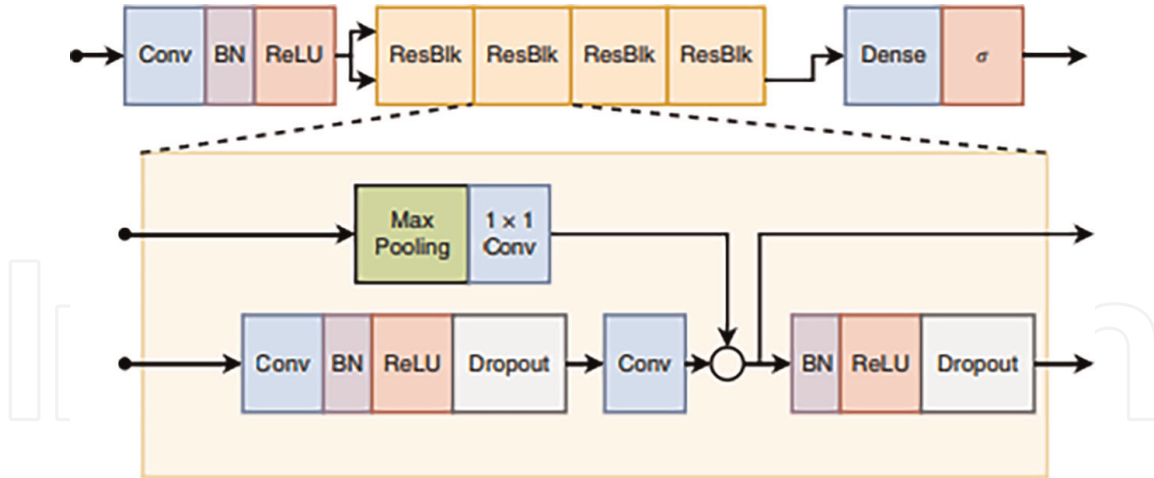 Conv BN ReLU ResBlk ResBlk ResBlk ResBlk Dense σ
Max
Pooling
1 × 1
Conv
Conv BN ReLU Dropout Conv BN ReLU Dropout